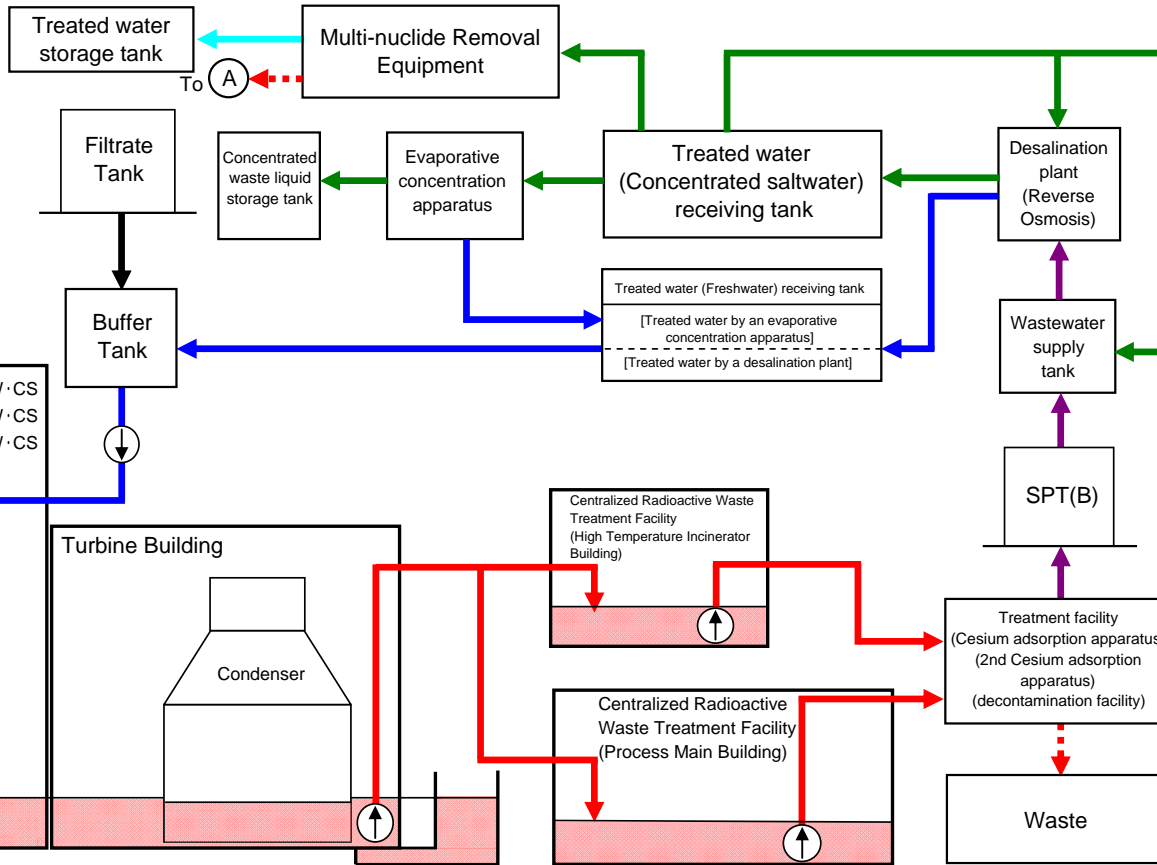 Treated water
storage tank
Multi-nuclide Removal
Equipment
To
A
Filtrate
Tank
Concentrated
waste liquid
storage tank
Evaporative
concentration
apparatus
Treated water
(Concentrated saltwater)
receiving tank
Desalination
plant
(Reverse
Osmosis)
Buffer
Tank
Treated water (Freshwater) receiving tank
[Treated water by an evaporative
concentration apparatus]
[Treated water by a desalination plant]
Wastewater
supply
tank
·CS
·CS
·CS
SPT(B)
Turbine Building
Condenser
Centralized Radioactive Waste
Treatment Facility
(High Temperature Incinerator
Building)
Centralized Radioactive
Waste Treatment Facility
(Process Main Building)
Treatment facility
(Cesium adsorption apparatus
(2nd Cesium adsorption
apparatus)
(decontamination facility)
Waste